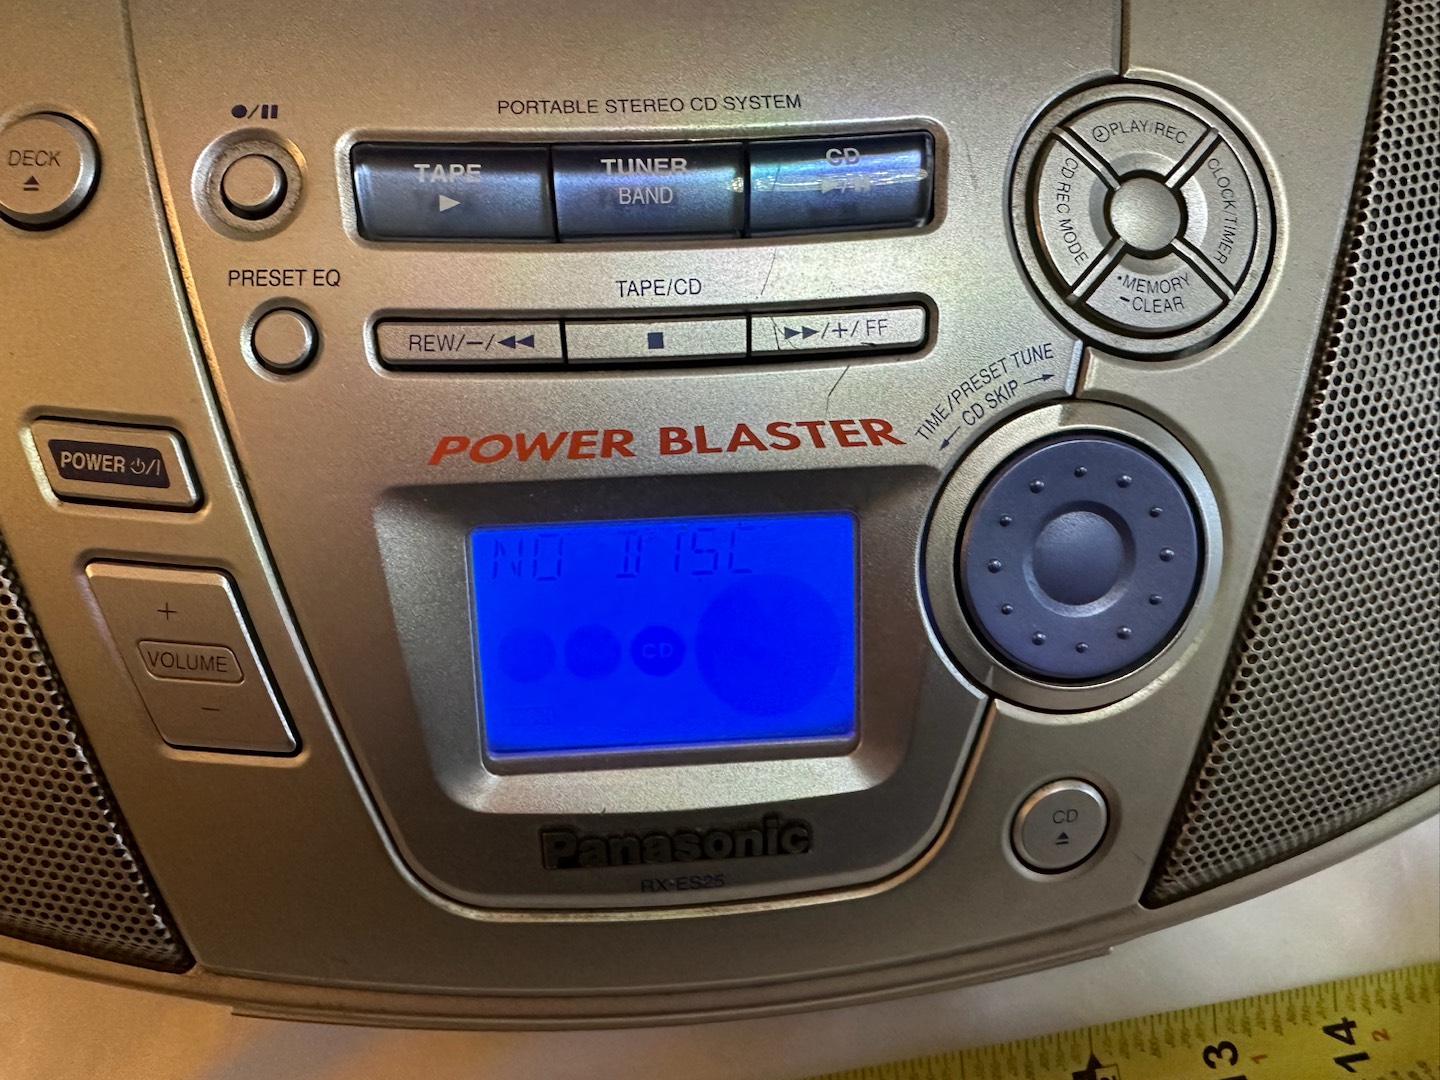 PORTABLE STEREO CD SYSTEM
DECK
TAPE
TUNER
BAND
CD
PLAY/REC
CLOCK/TIMER
CD REC MODE
•MEMORY
-CLEAR
PRESET EQ
TAPE/CD
REW/−/◀◀
▶▶/+/FF
TIME/PRESET TUNE
CD SKIP
POWER BLASTER
POWER ⏻/I
NO DISC
CD
+
VOLUME
−
CD
Panasonic
RX-ES25
13
1
14
2